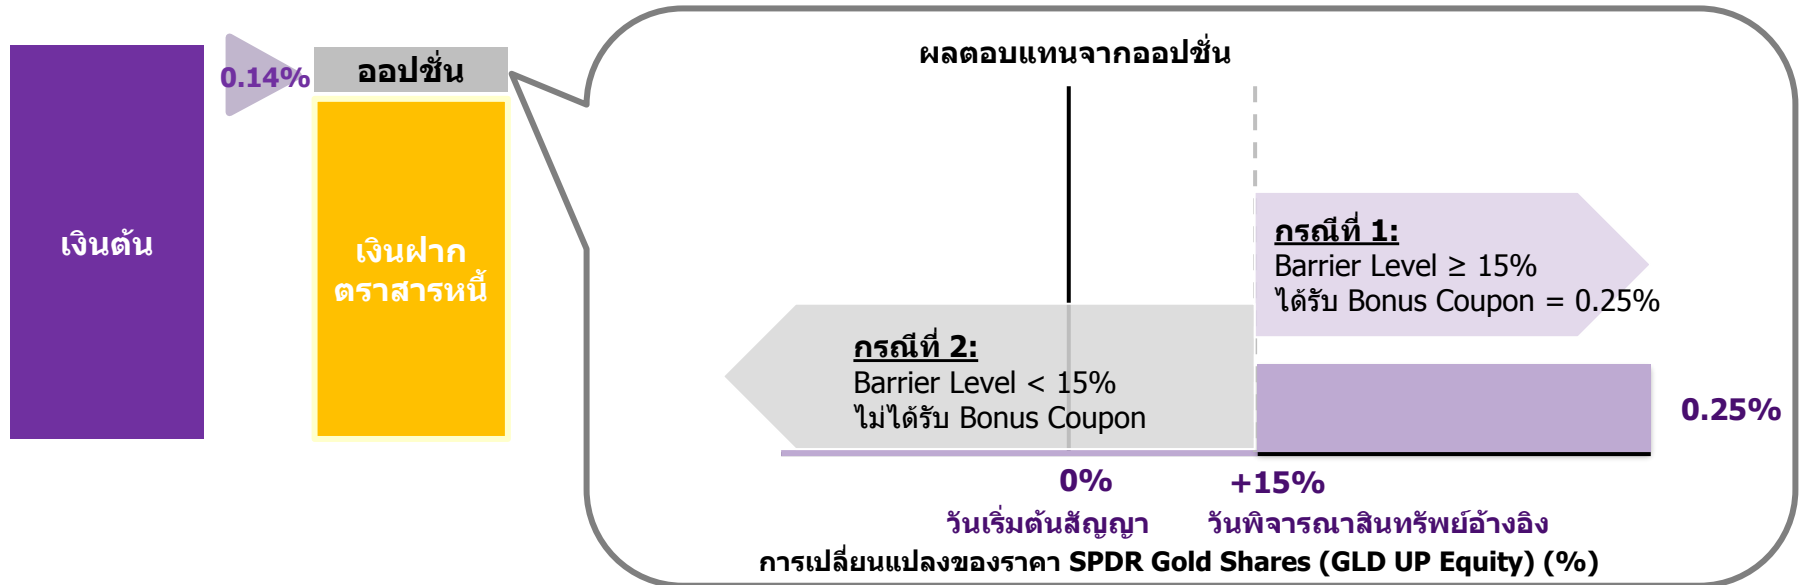 เงินต้น
0.14%
ออปชั่น
เงินฝาก
ตราสารหนี้
ผลตอบแทนจากออปชั่น
กรณีที่ 1:
Barrier Level ≥ 15%
ได้รับ Bonus Coupon = 0.25%
กรณีที่ 2:
Barrier Level < 15%
ไม่ได้รับ Bonus Coupon
0.25%
0% +15%
วันเริ่มต้นสัญญา วันพิจารณาสินทรัพย์อ้างอิง
การเปลี่ยนแปลงของราคา SPDR Gold Shares (GLD UP Equity) (%)